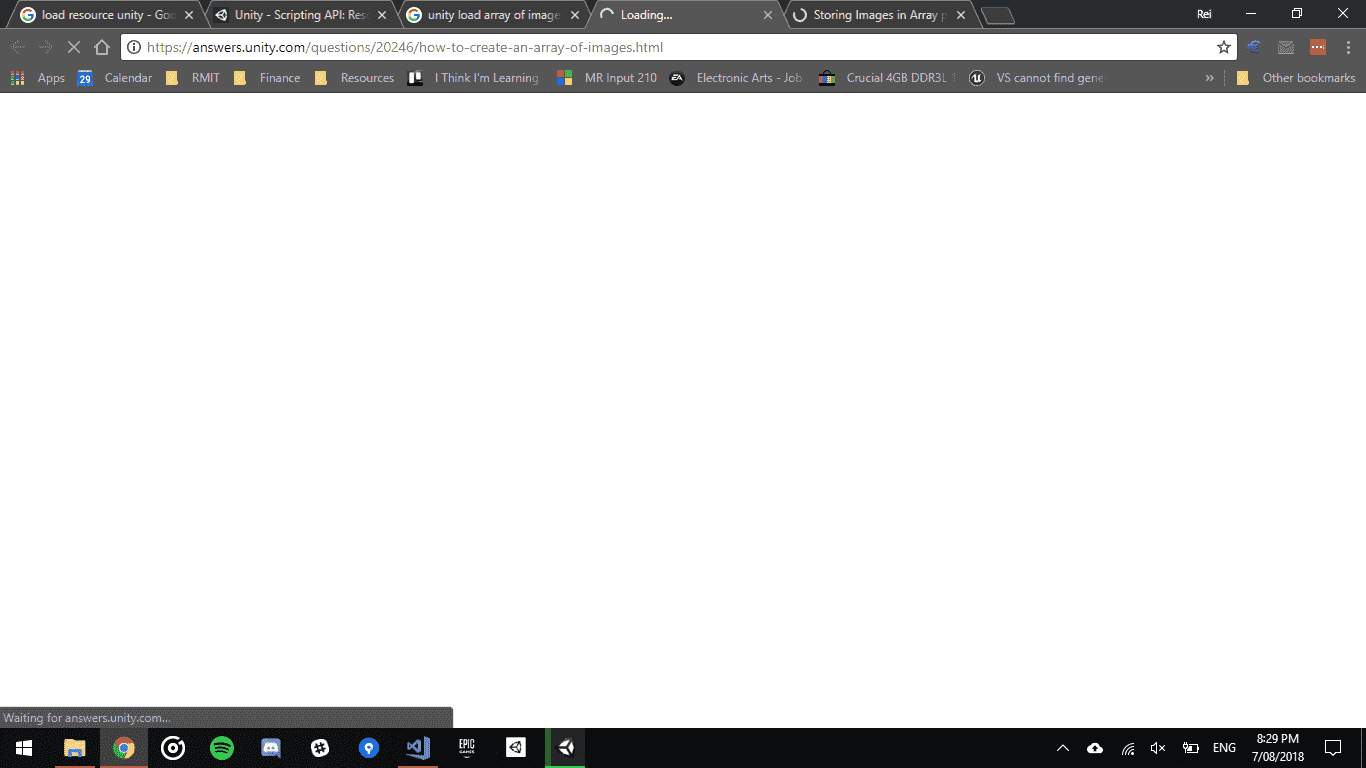 load resource unity - Goo
Unity - Scripting API: Reso
unity load array of image
Loading...
Storing Images in Array p
Rei
https://answers.unity.com/questions/20246/how-to-create-an-array-of-images.html
Apps
29
Calendar
RMIT
Finance
Resources
I Think I'm Learning
MR Input 210
EA
Electronic Arts - Job
Crucial 4GB DDR3L
VS cannot find gene
»
Other bookmarks
Waiting for answers.unity.com...
EPIC
GAMES
ENG
8:29 PM
7/08/2018